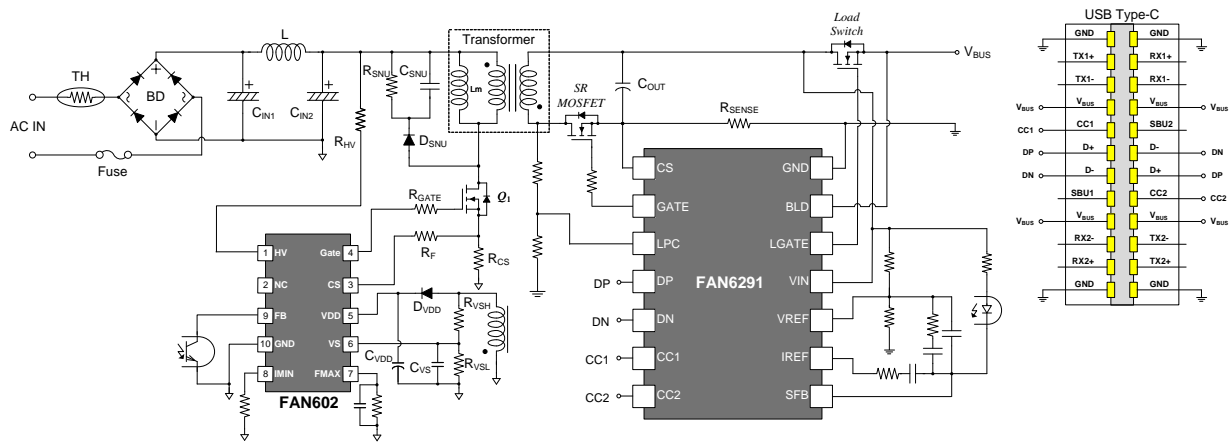 AC IN
TH
Fuse
BD
CIN1
L
CIN2
RHV
RSNU
CSNU
DSNU
Transformer
Lm
SR
MOSFET
COUT
RSENSE
Load
Switch
VBUS
RGATE
Q1
RF
RCS
1 HV
2 NC
9 FB
10 GND
8 IMIN
Gate 4
CS 3
VDD 5
VS 6
FMAX 7
FAN602
DVDD
CVDD
CVS
RVSH
RVSL
CS
GATE
LPC
DP DP
DN DN
CC1 CC1
CC2 CC2
FAN6291
GND
BLD
LGATE
VIN
VREF
IREF
SFB
USB Type-C
GND GND
TX1+ RX1+
TX1- RX1-
VBUS VBUS VBUS VBUS
CC1 CC1 SBU2
DP D+ D- DN
DN D- D+ DP
SBU1 CC2 CC2
VBUS VBUS VBUS VBUS
RX2- TX2-
RX2+ TX2+
GND GND